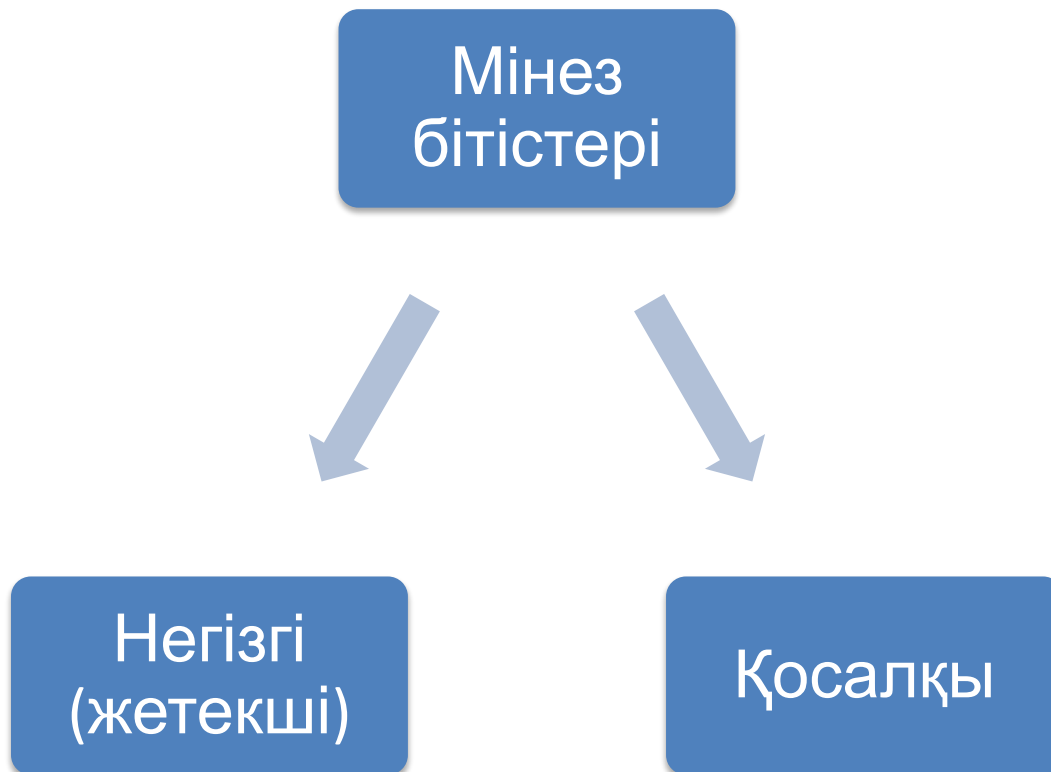 Мінез
бітістері
Негізгі
(жетекші)
Қосалқы